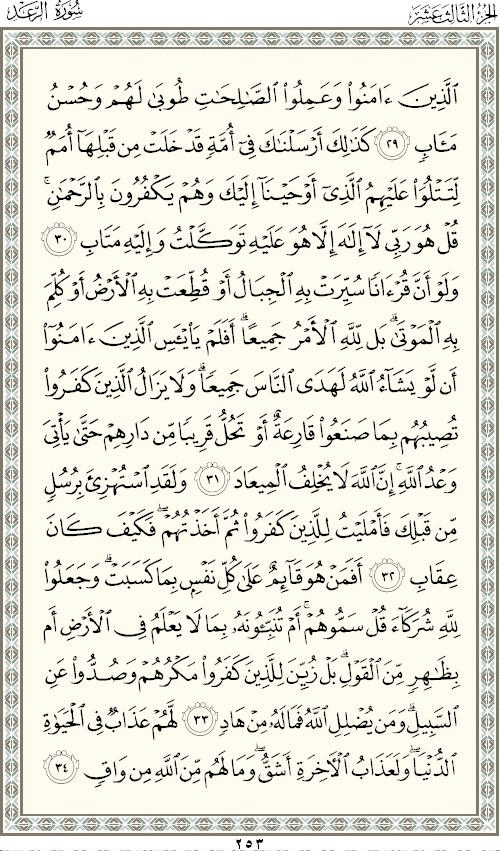 الجزء الثالث عشر
سورة الرعد
ٱلَّذِينَ ءَامَنُوا۟ وَعَمِلُوا۟ ٱلصَّٰلِحَٰتِ طُوبَىٰ لَهُمْ وَحُسْنُ
مَـَٔابٍ ٢٩ كَذَٰلِكَ أَرْسَلْنَٰكَ فِىٓ أُمَّةٍ قَدْ خَلَتْ مِن قَبْلِهَآ أُمَمٌ
لِّتَتْلُوَا۟ عَلَيْهِمُ ٱلَّذِىٓ أَوْحَيْنَآ إِلَيْكَ وَهُمْ يَكْفُرُونَ بِٱلرَّحْمَٰنِ ۚ
قُلْ هُوَ رَبِّى لَآ إِلَٰهَ إِلَّا هُوَ عَلَيْهِ تَوَكَّلْتُ وَإِلَيْهِ مَتَابِ ٣٠
وَلَوْ أَنَّ قُرْءَانًا سُيِّرَتْ بِهِ ٱلْجِبَالُ أَوْ قُطِّعَتْ بِهِ ٱلْأَرْضُ أَوْ كُلِّمَ
بِهِ ٱلْمَوْتَىٰ ۗ بَل لِّلَّهِ ٱلْأَمْرُ جَمِيعًا ۗ أَفَلَمْ يَا۟يْـَٔسِ ٱلَّذِينَ ءَامَنُوٓا۟
أَن لَّوْ يَشَآءُ ٱللَّهُ لَهَدَى ٱلنَّاسَ جَمِيعًا ۗ وَلَا يَزَالُ ٱلَّذِينَ كَفَرُوا۟
تُصِيبُهُم بِمَا صَنَعُوا۟ قَارِعَةٌ أَوْ تَحُلُّ قَرِيبًا مِّن دَارِهِمْ حَتَّىٰ يَأْتِىَ
وَعْدُ ٱللَّهِ ۚ إِنَّ ٱللَّهَ لَا يُخْلِفُ ٱلْمِيعَادَ ٣١ وَلَقَدِ ٱسْتُهْزِئَ بِرُسُلٍ
مِّن قَبْلِكَ فَأَمْلَيْتُ لِلَّذِينَ كَفَرُوا۟ ثُمَّ أَخَذْتُهُمْ ۖ فَكَيْفَ كَانَ
عِقَابِ ٣٢ أَفَمَنْ هُوَ قَآئِمٌ عَلَىٰ كُلِّ نَفْسٍۭ بِمَا كَسَبَتْ ۗ وَجَعَلُوا۟
لِلَّهِ شُرَكَآءَ قُلْ سَمُّوهُمْ ۚ أَمْ تُنَبِّـُٔونَهُۥ بِمَا لَا يَعْلَمُ فِى ٱلْأَرْضِ أَم
بِظَٰهِرٍ مِّنَ ٱلْقَوْلِ ۗ بَلْ زُيِّنَ لِلَّذِينَ كَفَرُوا۟ مَكْرُهُمْ وَصُدُّوا۟ عَنِ
ٱلسَّبِيلِ ۗ وَمَن يُضْلِلِ ٱللَّهُ فَمَا لَهُۥ مِنْ هَادٍ ٣٣ لَّهُمْ عَذَابٌ فِى ٱلْحَيَوٰةِ
ٱلدُّنْيَا ۖ وَلَعَذَابُ ٱلْـَٔاخِرَةِ أَشَقُّ ۖ وَمَا لَهُم مِّنَ ٱللَّهِ مِن وَاقٍ ٣٤
٢٥٣